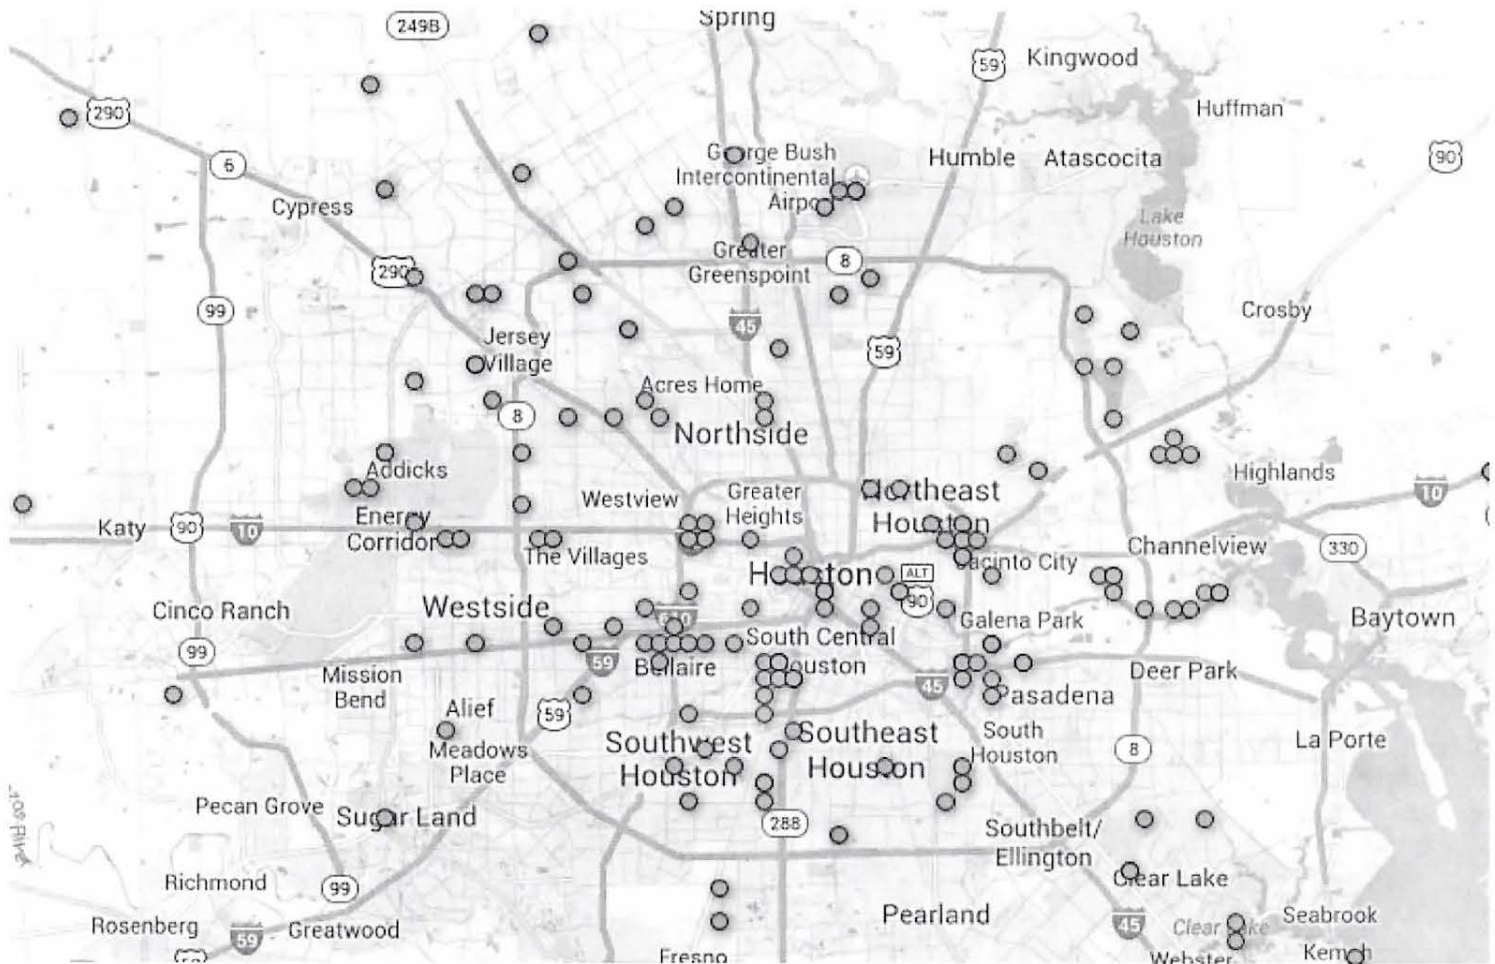 Spring
249B
59
Kingwood
290
Huffman
George Bush
Intercontinental
Airpo
Humble
Atascocita
90
6
Cypress
Lake
Houston
290
Greater
Greenspoint
8
99
45
Crosby
Jersey
Village
59
Acres Home
8
Northside
Addicks
Highlands
Westview
Greater
Heights
Northeast
Houston
10
Katy
90
10
Energy
Corridor
The Villages
Channelview
330
Houston
ALT
90
Jacinto City
Cinco Ranch
Westside
610
Galena Park
Baytown
99
South Central
Houston
59
Bellaire
Mission
Bend
45
Deer Park
Pasadena
Alief
59
Meadows
Place
Southwest
Houston
Southeast
Houston
South
Houston
8
La Porte
Pecan Grove
Sugar Land
288
Southbelt/
Ellington
Richmond
99
Clear Lake
Rosenberg
59
Greatwood
Pearland
45
Clear Lake
Seabrook
Fresno
Webster
Kemah